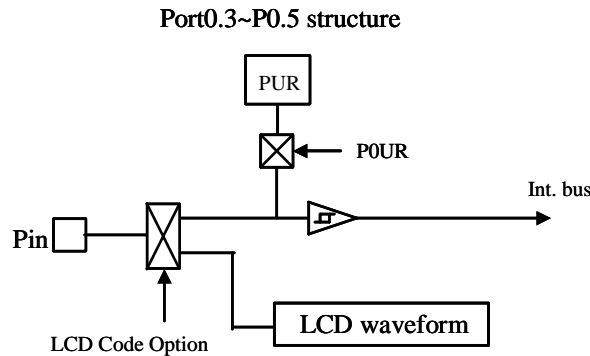 Port0.3~P0.5 structure
PUR
P0UR
Int. bus
Pin
LCD waveform
LCD Code Option